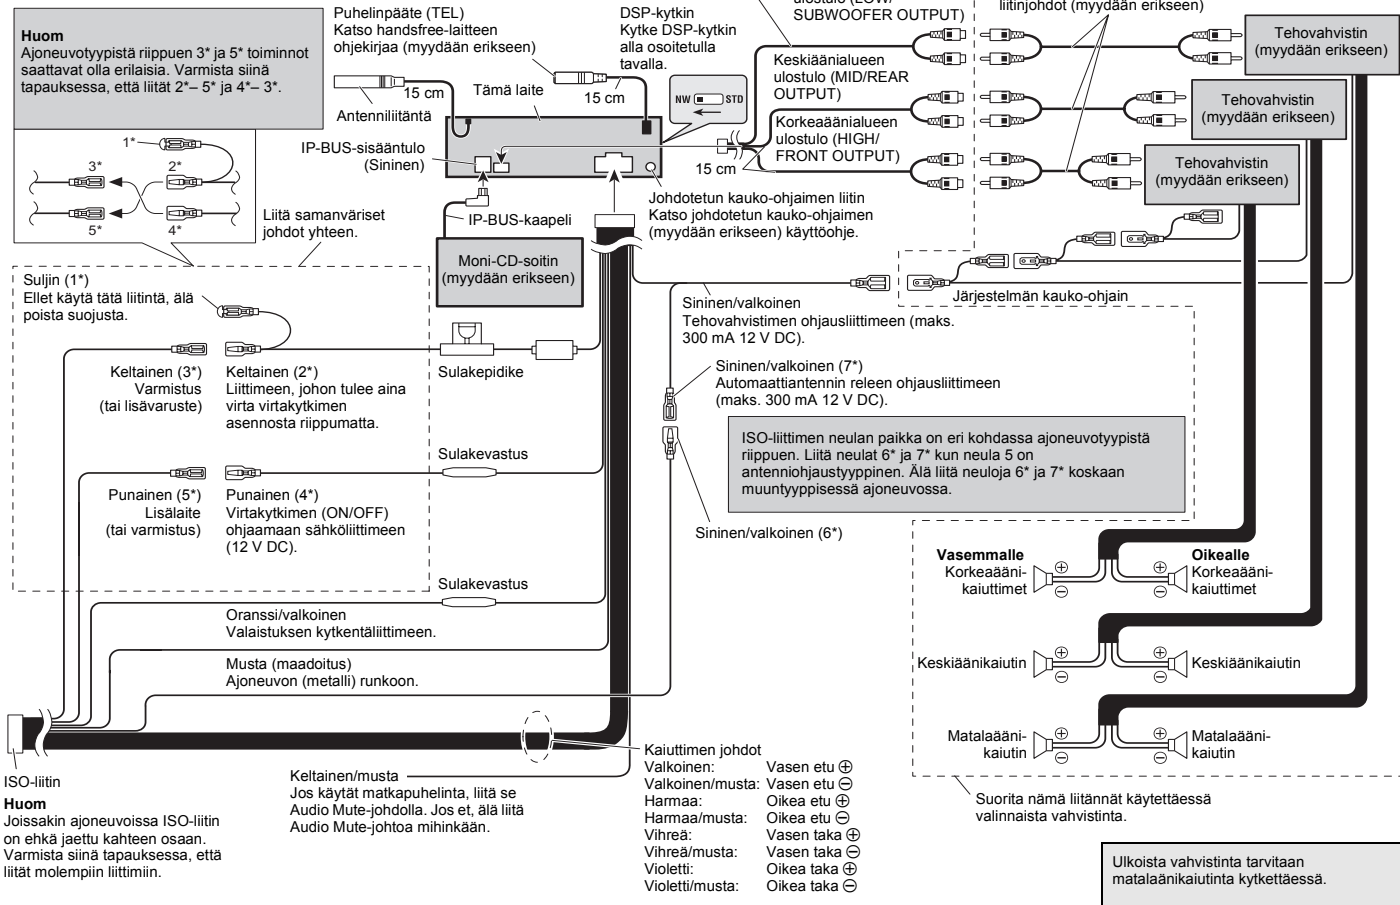 Huom
Ajoneuvotyypistä riippuen 3* ja 5* toiminnot
saattavat olla erilaisia. Varmista siinä
tapauksessa, että liität 2*– 5* ja 4*– 3*.
1*
3*
2*
5*
4*
Puhelinpääte (TEL)
Katso handsfree-laitteen
ohjekirjaa (myydään erikseen)
15 cm
Antenniliitäntä
Tämä laite
15 cm
DSP-kytkin
Kytke DSP-kytkin
alla osoitetulla
tavalla.
NW
STD
ulostulo (LOW/
SUBWOOFER OUTPUT)
liitinjohdot (myydään erikseen)
Keskiäänialueen
ulostulo (MID/REAR
OUTPUT)
Korkeaäänialueen
ulostulo (HIGH/
FRONT OUTPUT)
15 cm
Tehovahvistin
(myydään erikseen)
Tehovahvistin
(myydään erikseen)
Tehovahvistin
(myydään erikseen)
IP-BUS-sisääntulo
(Sininen)
IP-BUS-kaapeli
Johdotetun kauko-ohjaimen liitin
Katso johdotetun kauko-ohjaimen
(myydään erikseen) käyttöohje.
Liitä samanväriset
johdot yhteen.
Moni-CD-soitin
(myydään erikseen)
Järjestelmän kauko-ohjain
Suljin (1*)
Ellet käytä tätä liitintä, älä
poista suojusta.
Sininen/valkoinen
Tehovahvistimen ohjausliittimeen (maks.
300 mA 12 V DC).
Keltainen (3*)
Varmistus
(tai lisävaruste)
Keltainen (2*)
Liittimeen, johon tulee aina
virta virtakytkimen
asennosta riippumatta.
Sulakepidike
Sininen/valkoinen (7*)
Automaattiantennin releen ohjausliittimeen
(maks. 300 mA 12 V DC).
ISO-liittimen neulan paikka on eri kohdassa ajoneuvotyypistä
riippuen. Liitä neulat 6* ja 7* kun neula 5 on
antenniohjaustyyppinen. Älä liitä neuloja 6* ja 7* koskaan
muuntyyppisessä ajoneuvossa.
Sulakevastus
Punainen (5*)
Lisälaite
(tai varmistus)
Punainen (4*)
Virtakytkimen (ON/OFF)
ohjaamaan sähköliittimeen
(12 V DC).
Sininen/valkoinen (6*)
Sulakevastus
Oranssi/valkoinen
Valaistuksen kytkentäliittimeen.
Musta (maadoitus)
Ajoneuvon (metalli) runkoon.
Vasemmalle
Korkeaääni-
kaiuttimet
⊕
⊖
⊕
⊖
Oikealle
Korkeaääni-
kaiuttimet
Keskiäänikaiutin
⊕
⊖
⊕
⊖
Keskiäänikaiutin
Matalaääni-
kaiutin
⊕
⊖
⊕
⊖
Matalaääni-
kaiutin
ISO-liitin
Huom
Joissakin ajoneuvoissa ISO-liitin
on ehkä jaettu kahteen osaan.
Varmista siinä tapauksessa, että
liität molempiin liittimiin.
Keltainen/musta
Jos käytät matkapuhelinta, liitä se
Audio Mute-johdolla. Jos et, älä liitä
Audio Mute-johtoa mihinkään.
Kaiuttimen johdot
Valkoinen: Vasen etu ⊕
Valkoinen/musta: Vasen etu ⊖
Harmaa: Oikea etu ⊕
Harmaa/musta: Oikea etu ⊖
Vihreä: Vasen taka ⊕
Vihreä/musta: Vasen taka ⊖
Violetti: Oikea taka ⊕
Violetti/musta: Oikea taka ⊖
Suorita nämä liitännät käytettäessä
valinnaista vahvistinta.
Ulkoista vahvistinta tarvitaan
matalaänikaiutinta kytkettäessä.